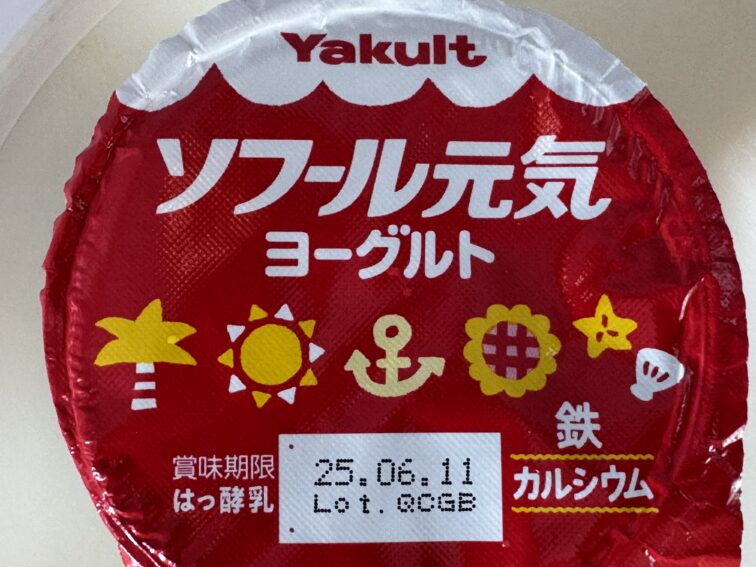 Yakult
ソフール元気
ヨーグルト
鉄
カルシウム
賞味期限
はっ酵乳
25.06.11
Lot. QCGB